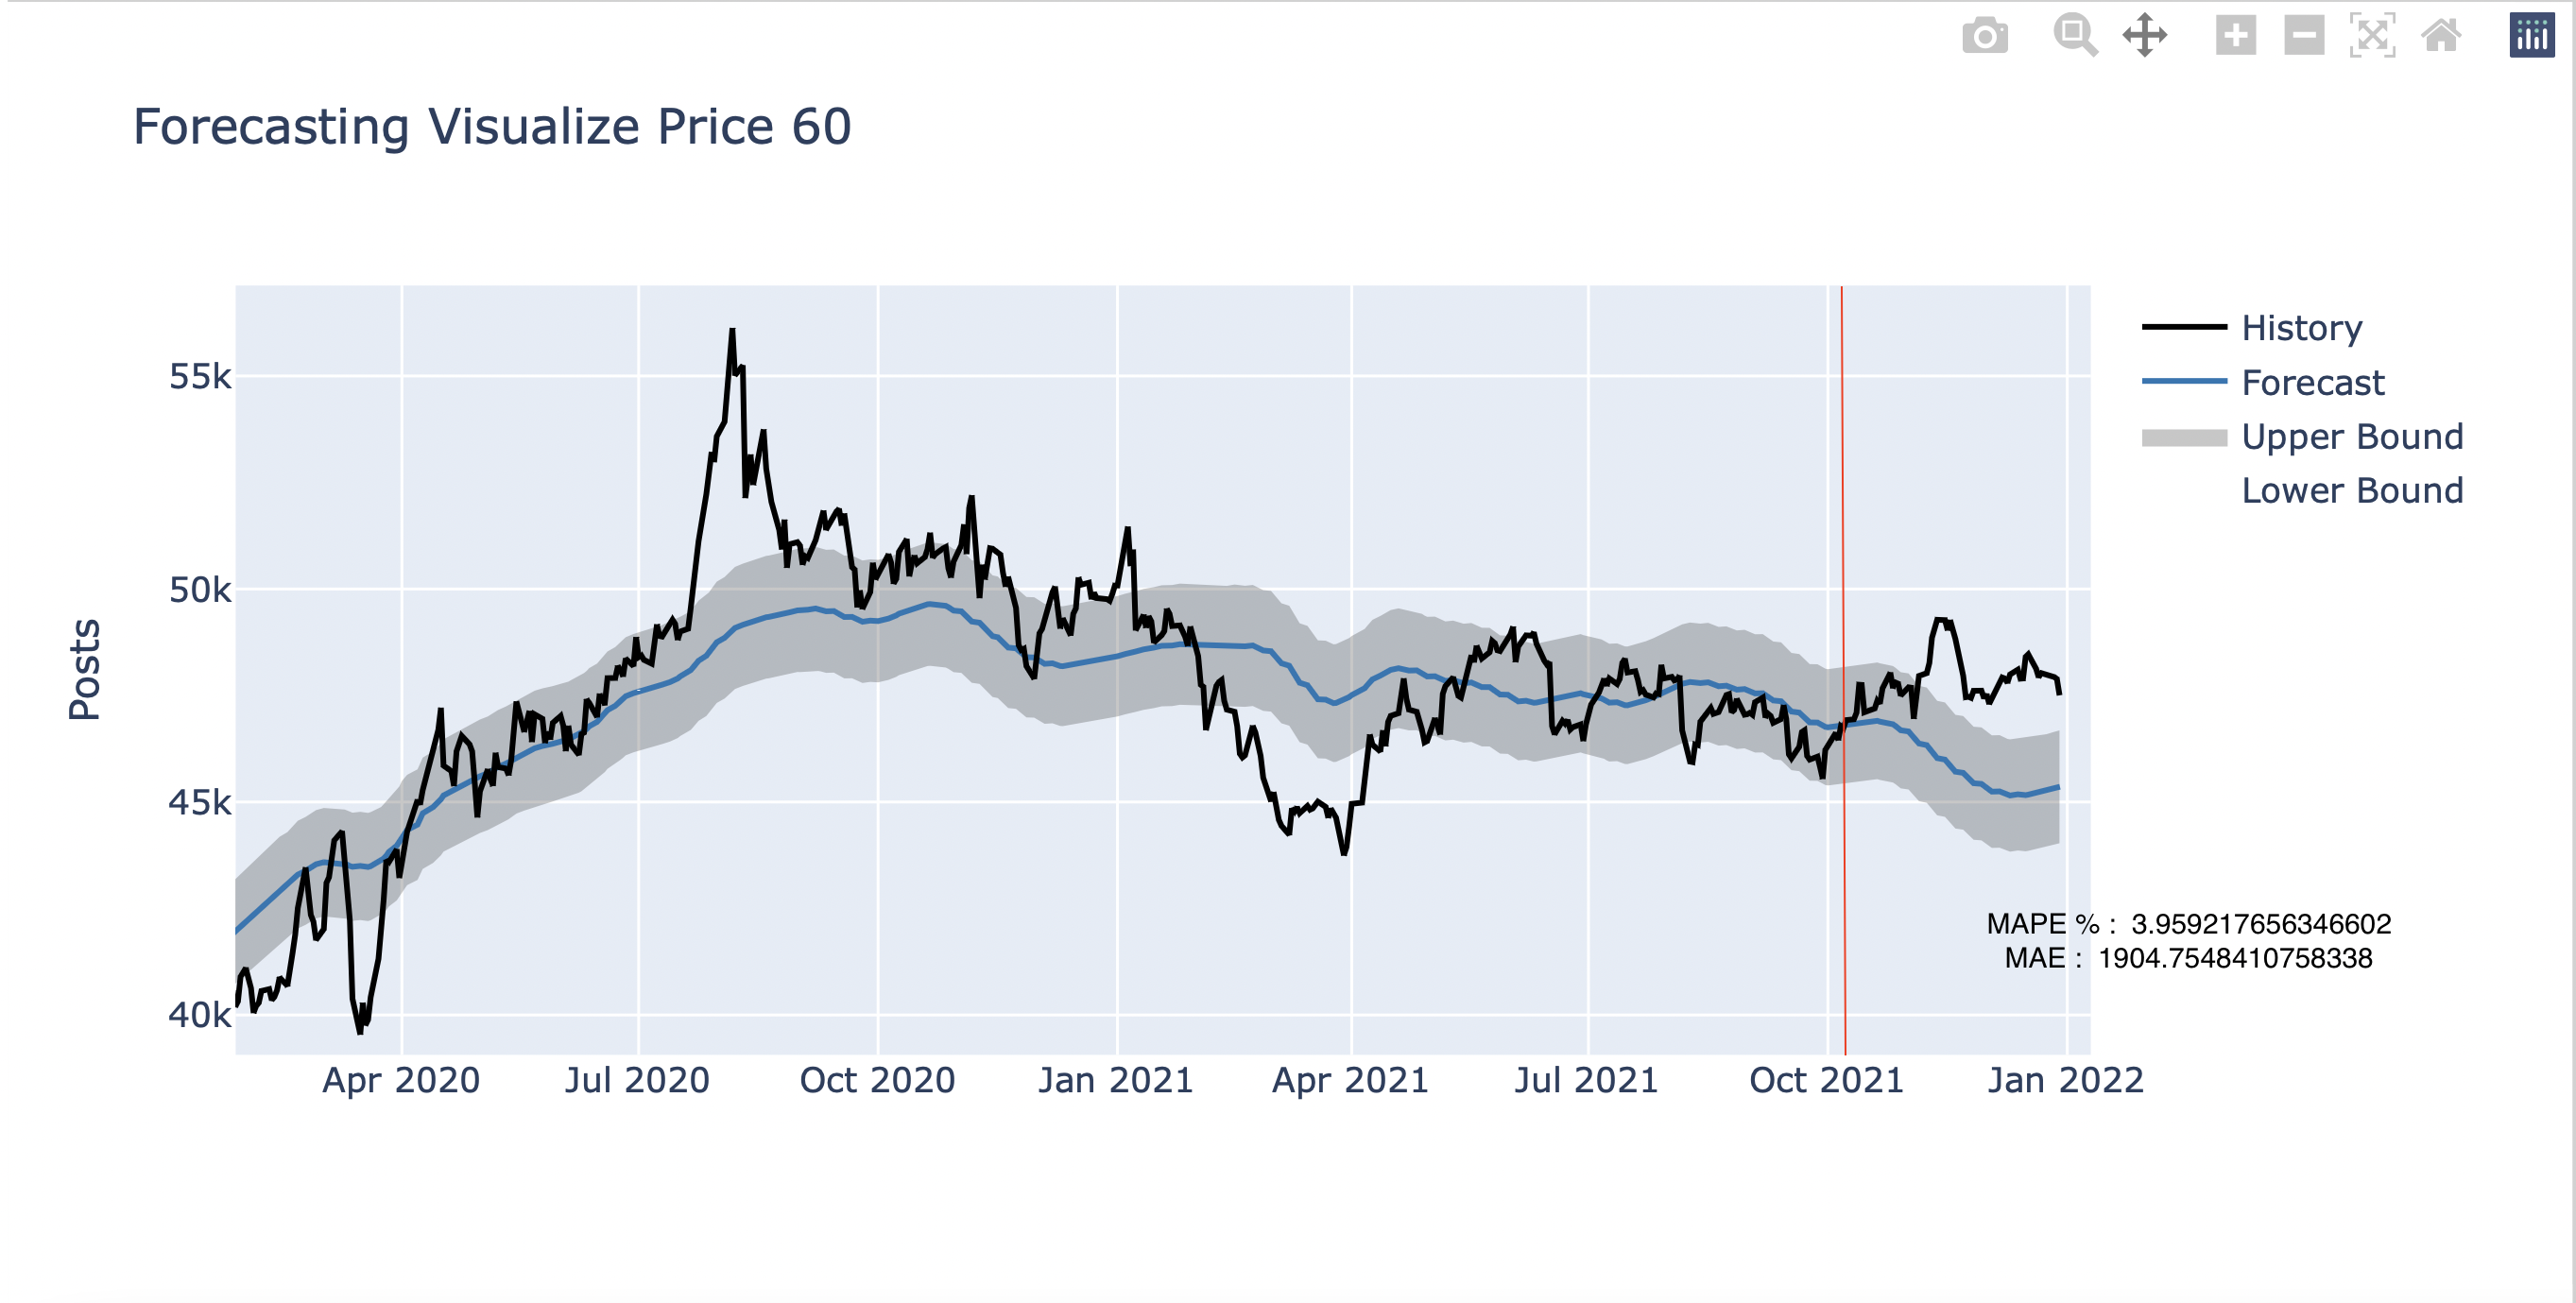 Forecasting Visualize Price 60
History
Forecast
Upper Bound
Lower Bound
Posts
55k
50k
45k
40k
MAPE % : 3.959217656346602
MAE : 1904.7548410758338
Apr 2020
Jul 2020
Oct 2020
Jan 2021
Apr 2021
Jul 2021
Oct 2021
Jan 2022